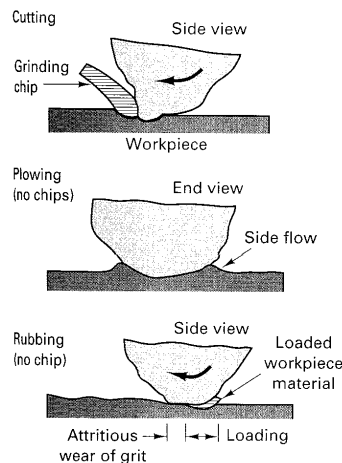 Cutting
Side view
Grinding
chip
Workpiece
Plowing
(no chips)
End view
Side flow
Rubbing
(no chip)
Side view
Loaded
workpiece
material
Attritious
wear of grit
Loading